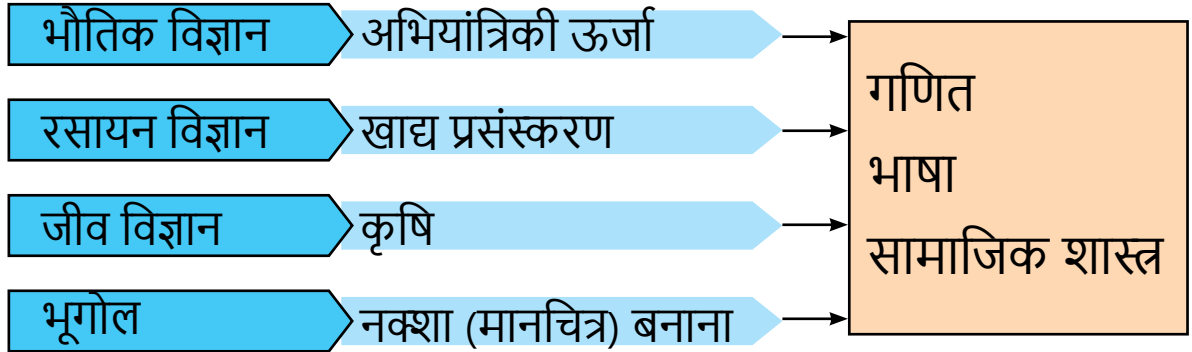 भौतिक विज्ञान अभियांत्रिकी ऊर्जा
रसायन विज्ञान खाद्य प्रसंस्करण
जीव विज्ञान कृषि
भूगोल नक्शा (मानचित्र) बनाना
गणित
भाषा
सामाजिक शास्त्र